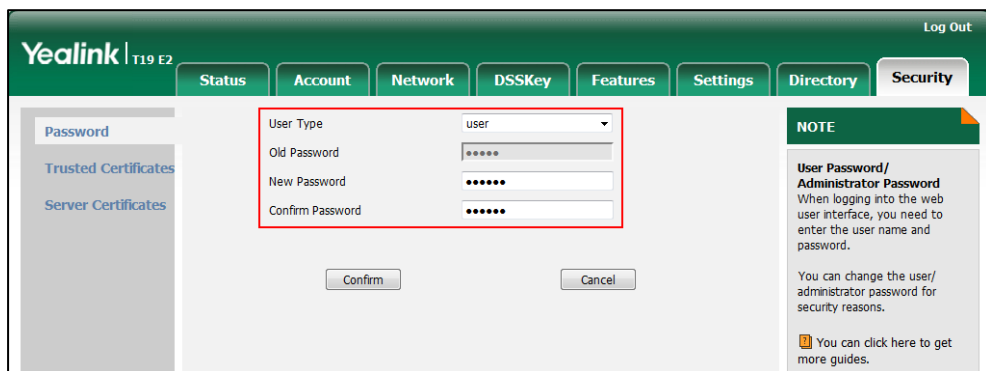 Log Out
Yealink T19 E2
Status Account Network DSSKey Features Settings Directory Security
Password
Trusted Certificates
Server Certificates
User Type user
Old Password •••••
New Password ••••••
Confirm Password ••••••
Confirm Cancel
NOTE
User Password/
Administrator Password
When logging into the web
user interface, you need to
enter the user name and
password.
You can change the user/
administrator password for
security reasons.
? You can click here to get
more guides.